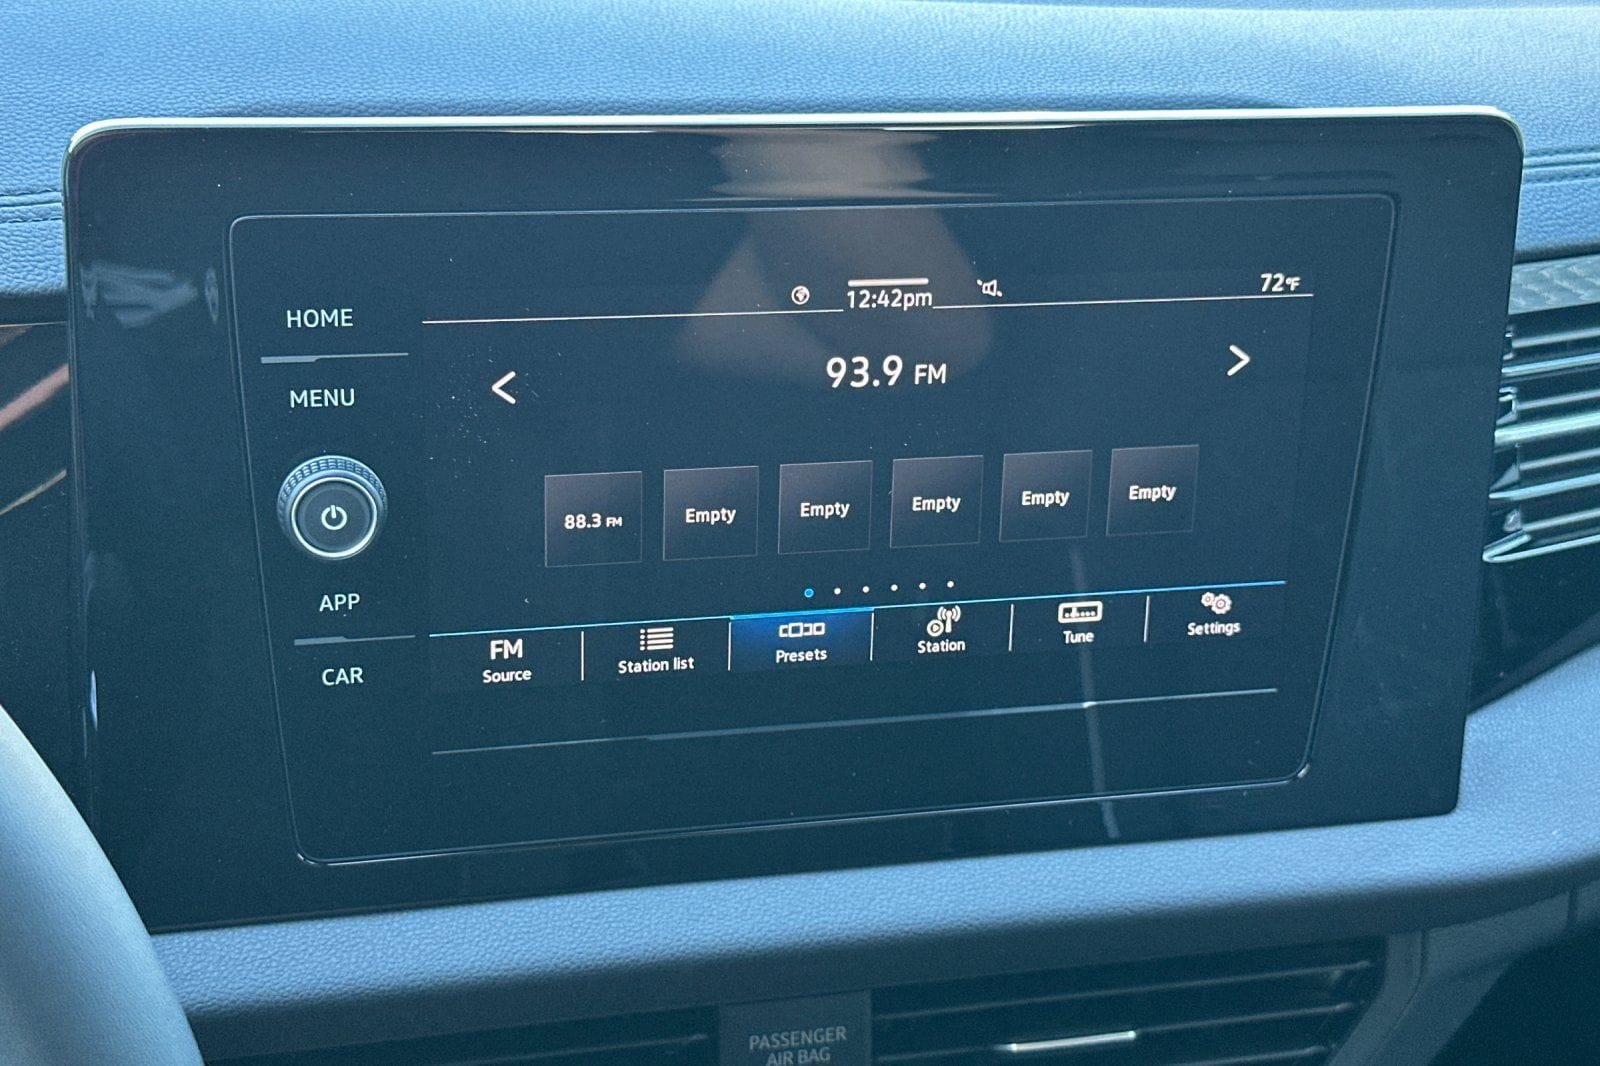 HOME
MENU
APP
CAR
12:42pm
72°F
93.9 FM
88.3 FM
Empty
Empty
Empty
Empty
Empty
FM
Source
Station list
Presets
Station
Tune
Settings
PASSENGER
AIR BAG